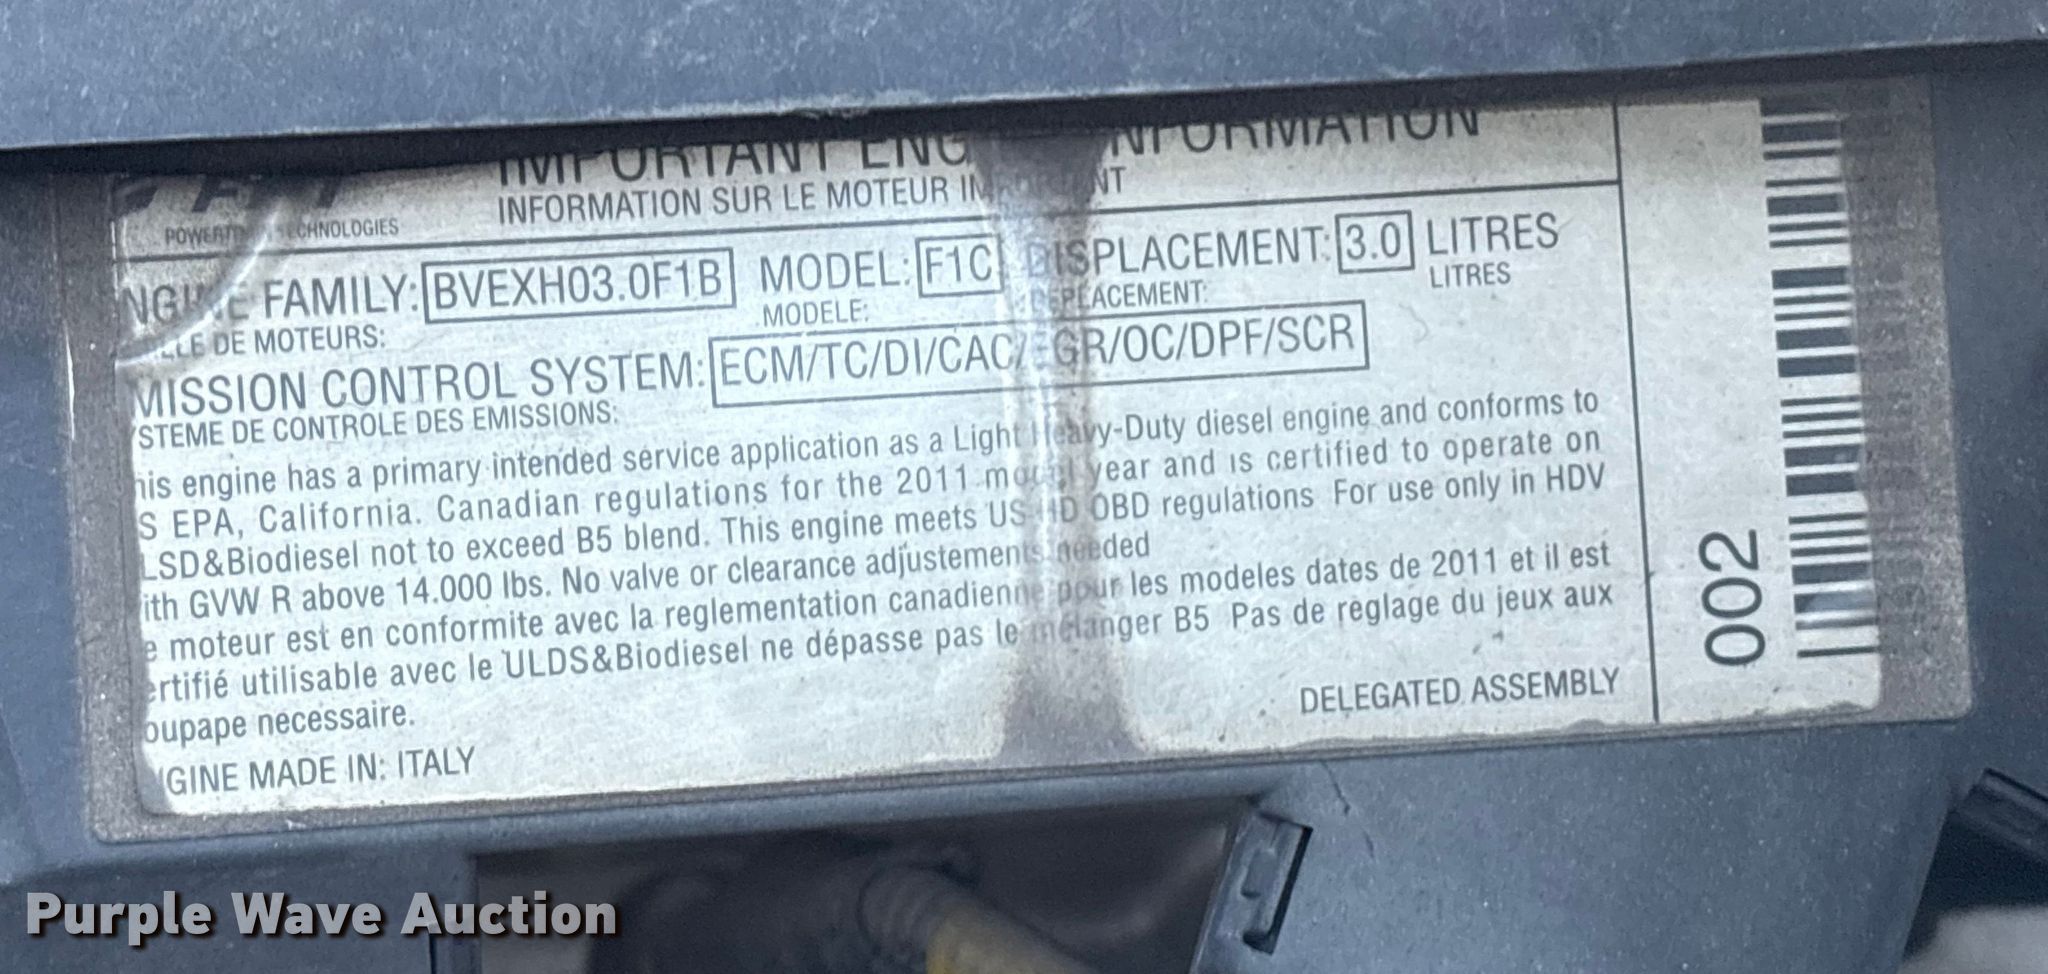 IMPORTANT ENG INFORMATION
INFORMATION SUR LE MOTEUR IMPORTANT
POWERT TECHNOLOGIES
NGINE FAMILY: BVEXH03.0F1B MODEL: F1C DISPLACEMENT: 3.0 LITRES
LLE DE MOTEURS: MODELE: DEPLACEMENT: LITRES
MISSION CONTROL SYSTEM: ECM/TC/DI/CAC/EGR/OC/DPF/SCR
STEME DE CONTROLE DES EMISSIONS:
his engine has a primary intended service application as a Light Heavy-Duty diesel engine and conforms to
S EPA, California. Canadian regulations for the 2011 model year and is certified to operate on
LSD&Biodiesel not to exceed B5 blend. This engine meets US HD OBD regulations For use only in HDV
ith GVW R above 14.000 lbs. No valve or clearance adjustements needed
e moteur est en conformite avec la reglementation canadienne pour les modeles dates de 2011 et il est
ertifié utilisable avec le ULDS&Biodiesel ne dépasse pas le mélanger B5 Pas de reglage du jeux aux
oupape necessaire.
DELEGATED ASSEMBLY
GINE MADE IN: ITALY
002
Purple Wave Auction